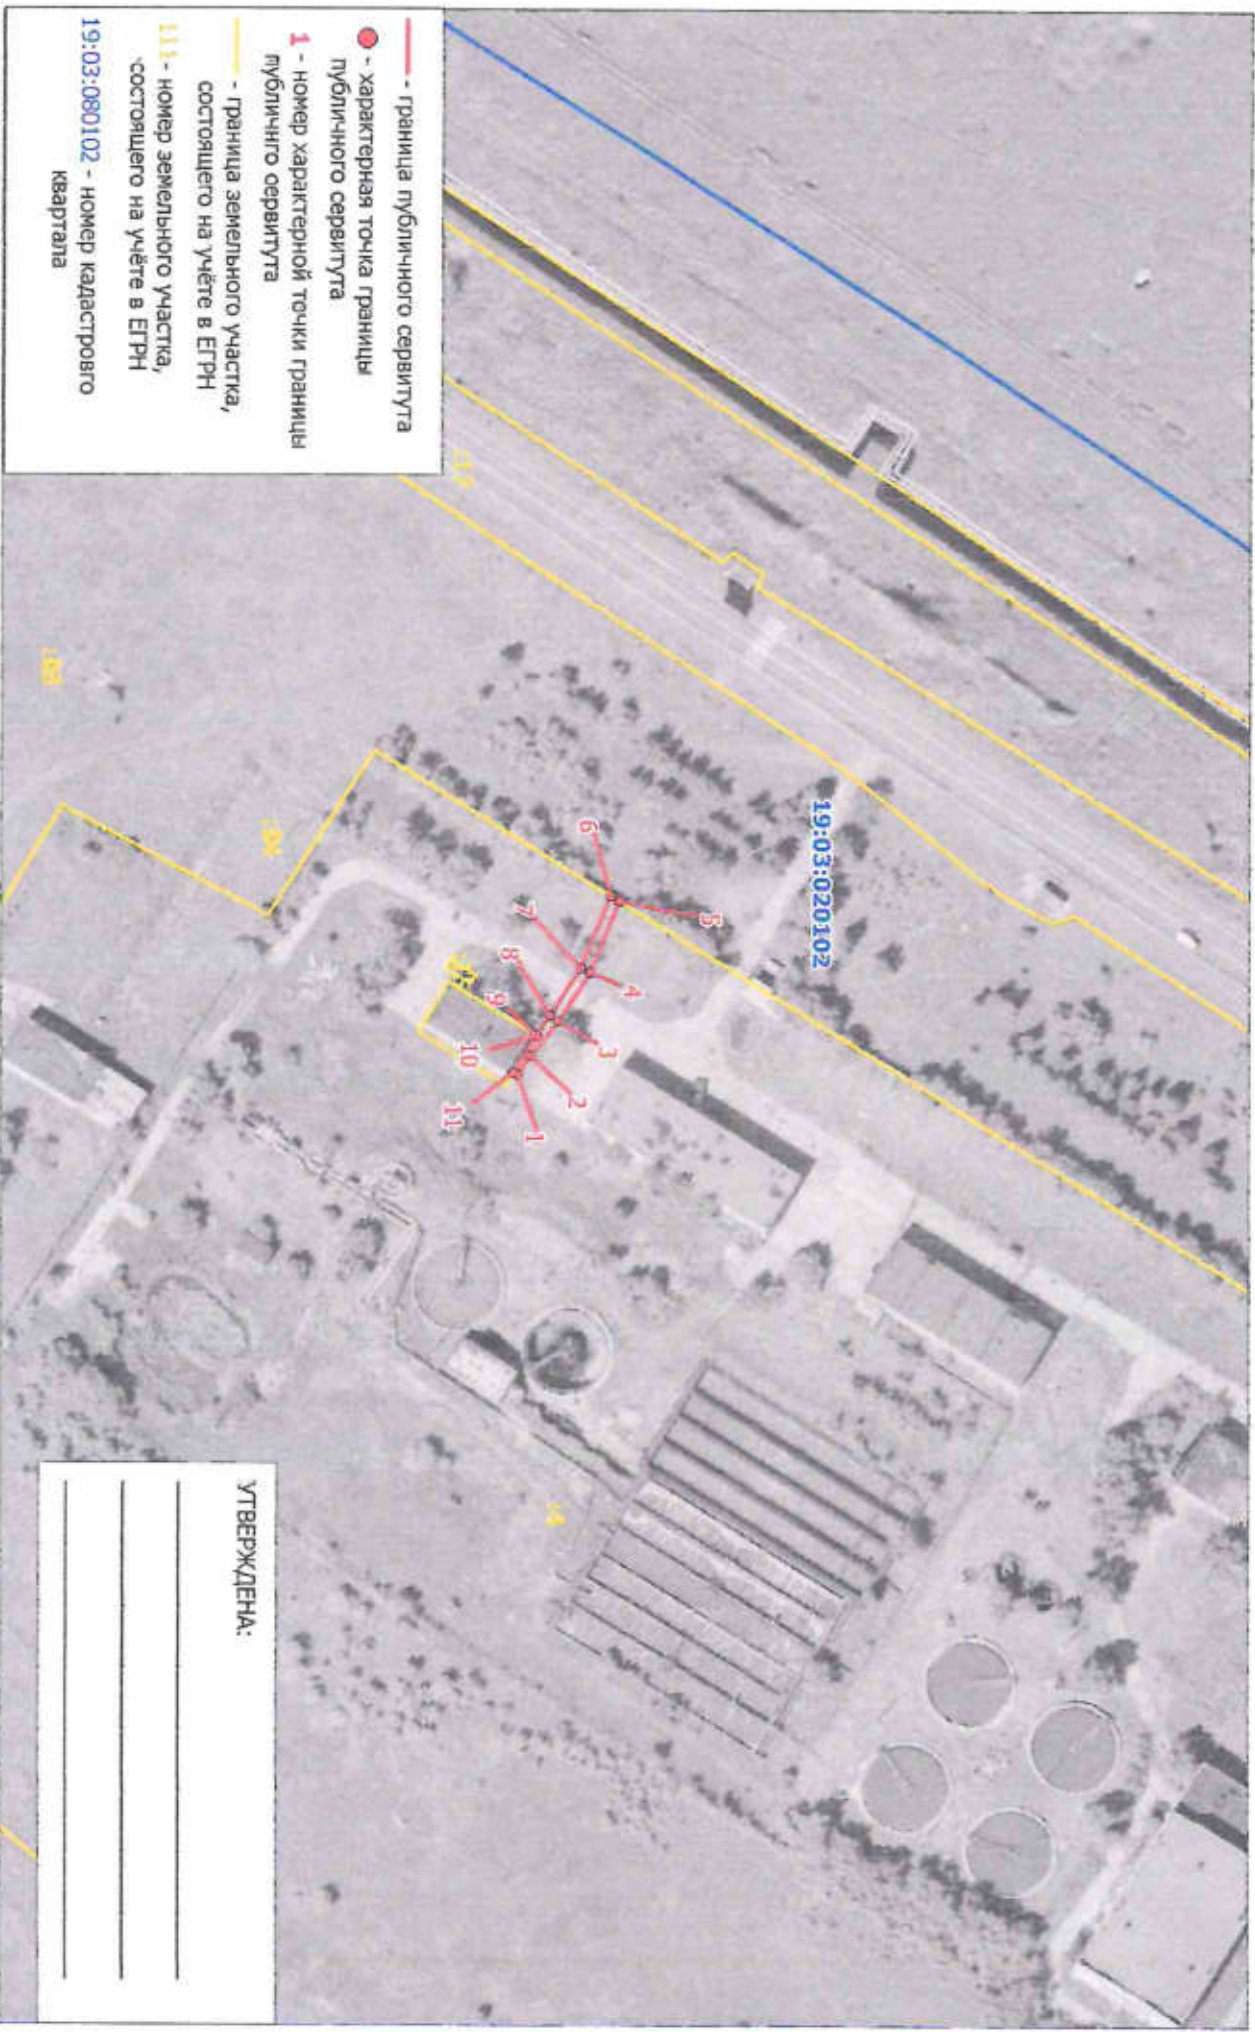 - граница публичного сервитута
- характерная точка границы
публичного сервитута
1 - номер характерной точки границы
публичнго сервитута
- граница земельного участка,
состоящего на учёте в ЕГРН
111 - номер земельного участка,
состоящего на учёте в ЕГРН
19:03:080102 - номер кадастрового
квартала
19:03:020102
6
5
7
4
8
3
9
10
2
11
1
:4
УТВЕРЖДЕНА: